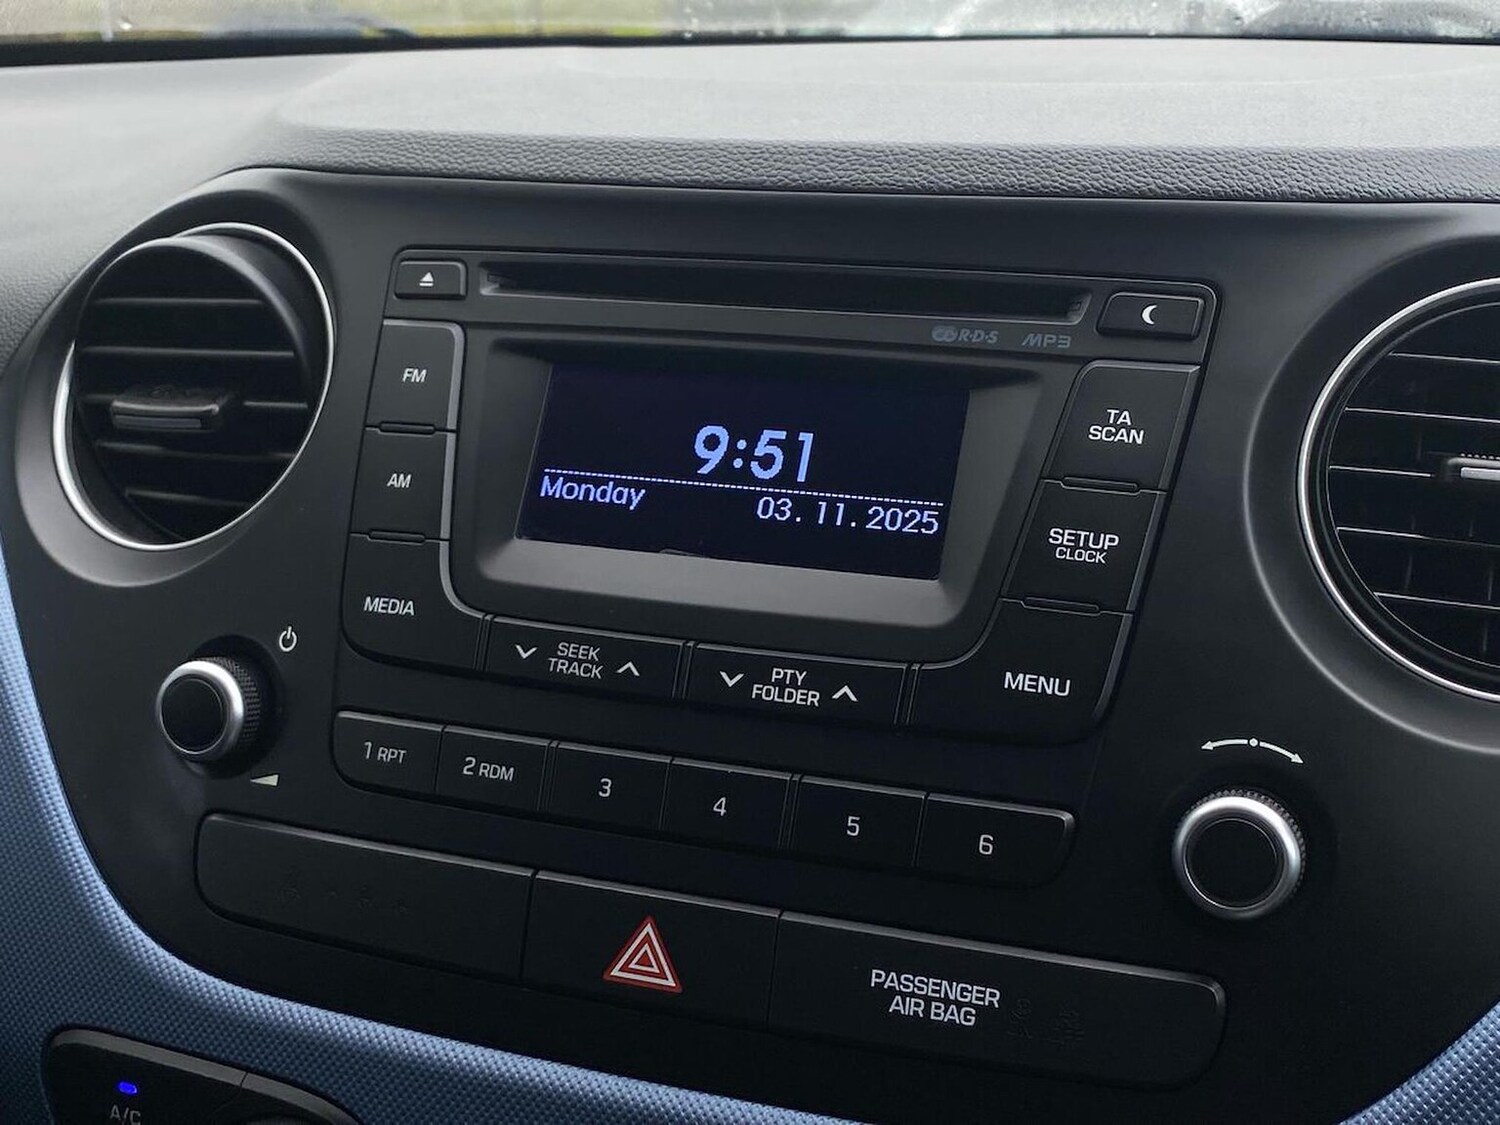 R·D·S MP3
FM
TA
SCAN
9:51
AM
Monday 03. 11. 2025
SETUP
CLOCK
MEDIA
SEEK
TRACK
PTY
FOLDER
MENU
1 RPT
2 RDM
3
4
5
6
PASSENGER
AIR BAG
A/C